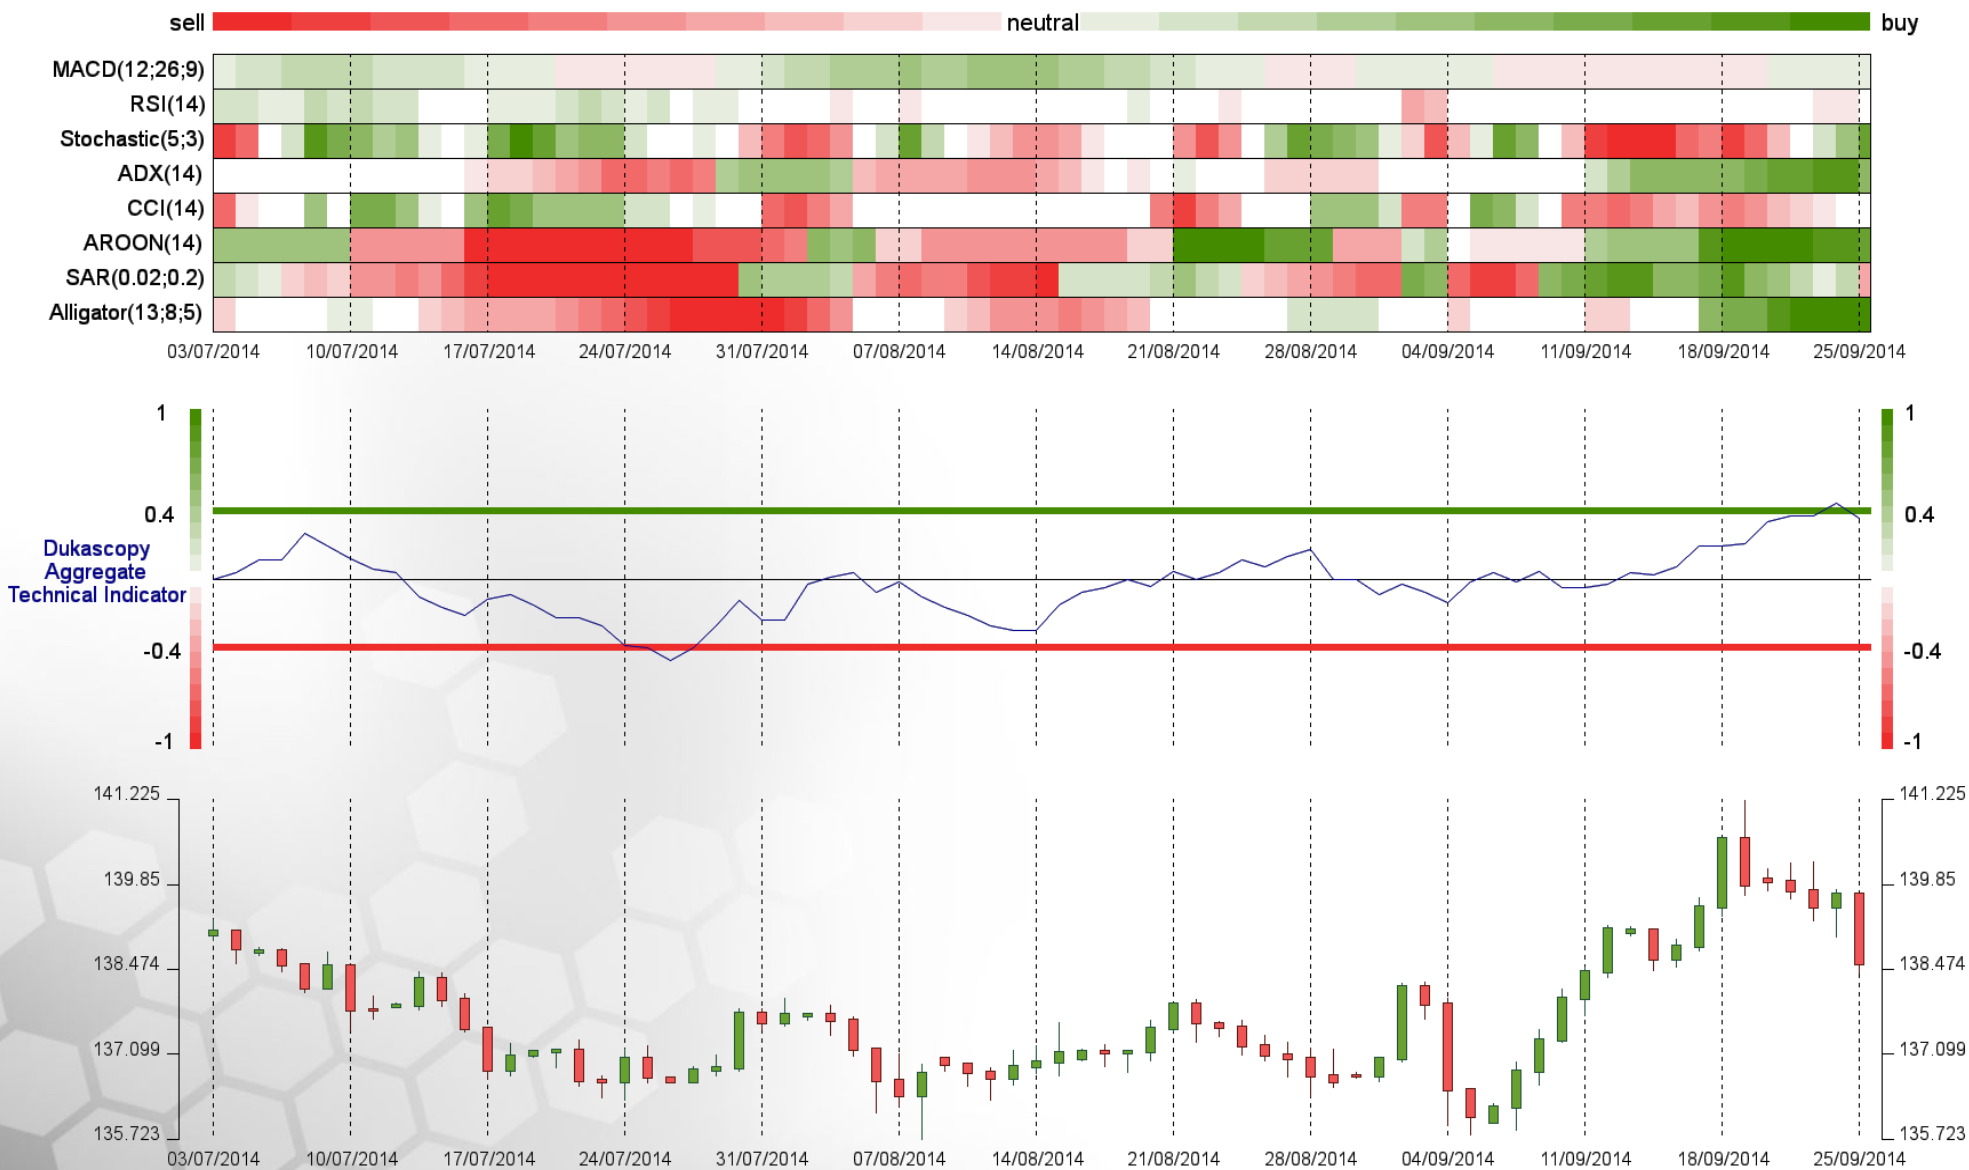 sell neutral buy
MACD(12;26;9)
RSI(14)
Stochastic(5;3)
ADX(14)
CCI(14)
AROON(14)
SAR(0.02;0.2)
Alligator(13;8;5)
03/07/2014 10/07/2014 17/07/2014 24/07/2014 31/07/2014 07/08/2014 14/08/2014 21/08/2014 28/08/2014 04/09/2014 11/09/2014 18/09/2014 25/09/2014
1 1
0.4 0.4
Dukascopy
Aggregate
Technical Indicator
-0.4 -0.4
-1 -1
141.225 141.225
139.85 139.85
138.474 138.474
137.099 137.099
135.723 135.723
03/07/2014 10/07/2014 17/07/2014 24/07/2014 31/07/2014 07/08/2014 14/08/2014 21/08/2014 28/08/2014 04/09/2014 11/09/2014 18/09/2014 25/09/2014